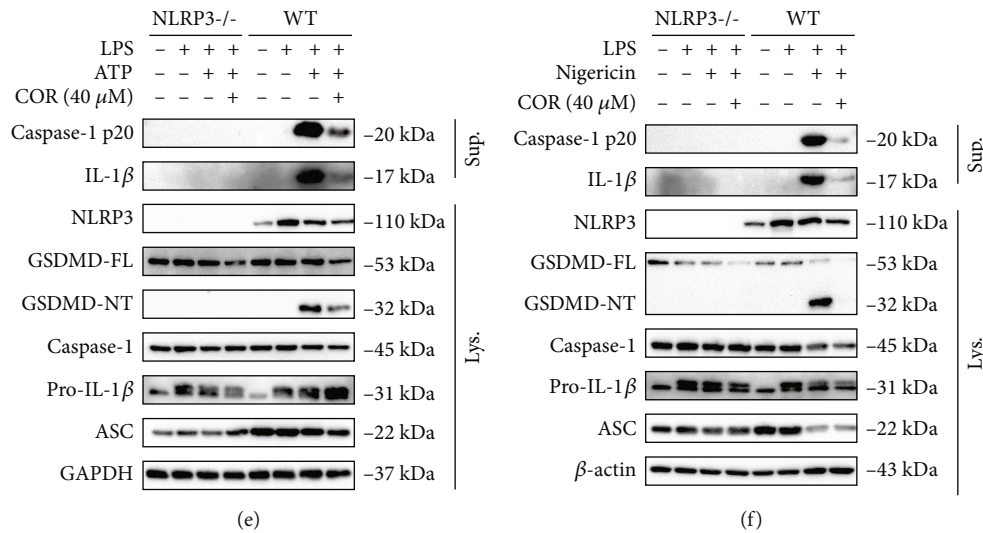 NLRP3-/- WT
LPS – + + + – + + +
ATP – – + + – – + +
COR (40 μM) – – – + – – – +
Caspase-1 p20 –20 kDa
IL-1β –17 kDa
Sup.
NLRP3 –110 kDa
GSDMD-FL –53 kDa
GSDMD-NT –32 kDa
Caspase-1 –45 kDa
Pro-IL-1β –31 kDa
ASC –22 kDa
GAPDH –37 kDa
Lys.
(e)
NLRP3-/- WT
LPS – + + + – + + +
Nigericin – – + + – – + +
COR (40 μM) – – – + – – – +
Caspase-1 p20 –20 kDa
IL-1β –17 kDa
Sup.
NLRP3 –110 kDa
GSDMD-FL –53 kDa
GSDMD-NT –32 kDa
Caspase-1 –45 kDa
Pro-IL-1β –31 kDa
ASC –22 kDa
β-actin –43 kDa
Lys.
(f)